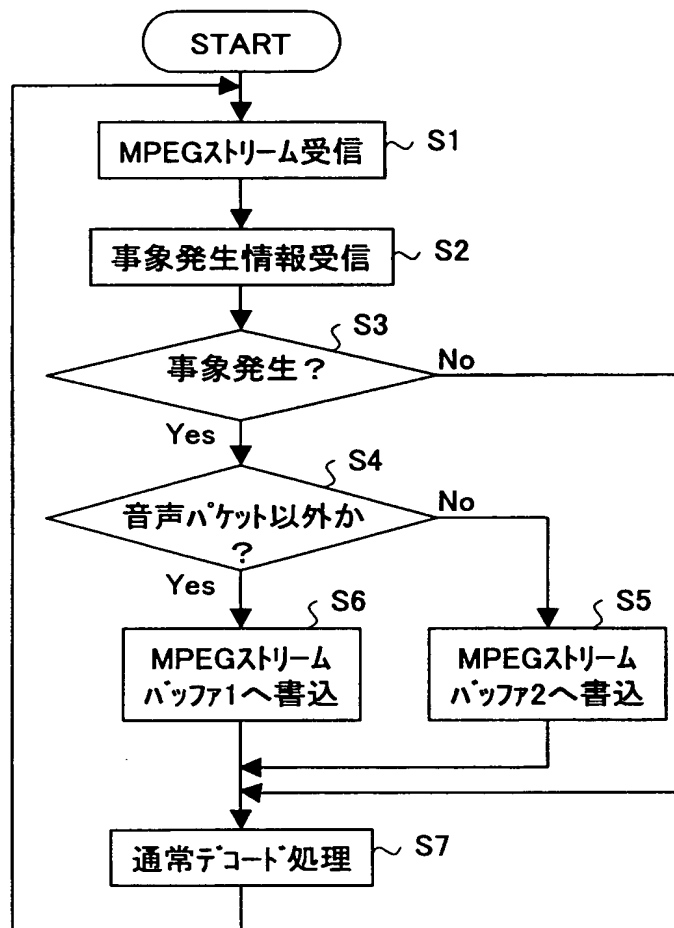 START
MPEGストリーム受信
S1
事象発生情報受信
S2
S3
事象発生？
No
Yes
S4
音声パケット以外か
？
No
Yes
S6
MPEGストリーム
バッファ1へ書込
S5
MPEGストリーム
バッファ2へ書込
通常デコード処理
S7